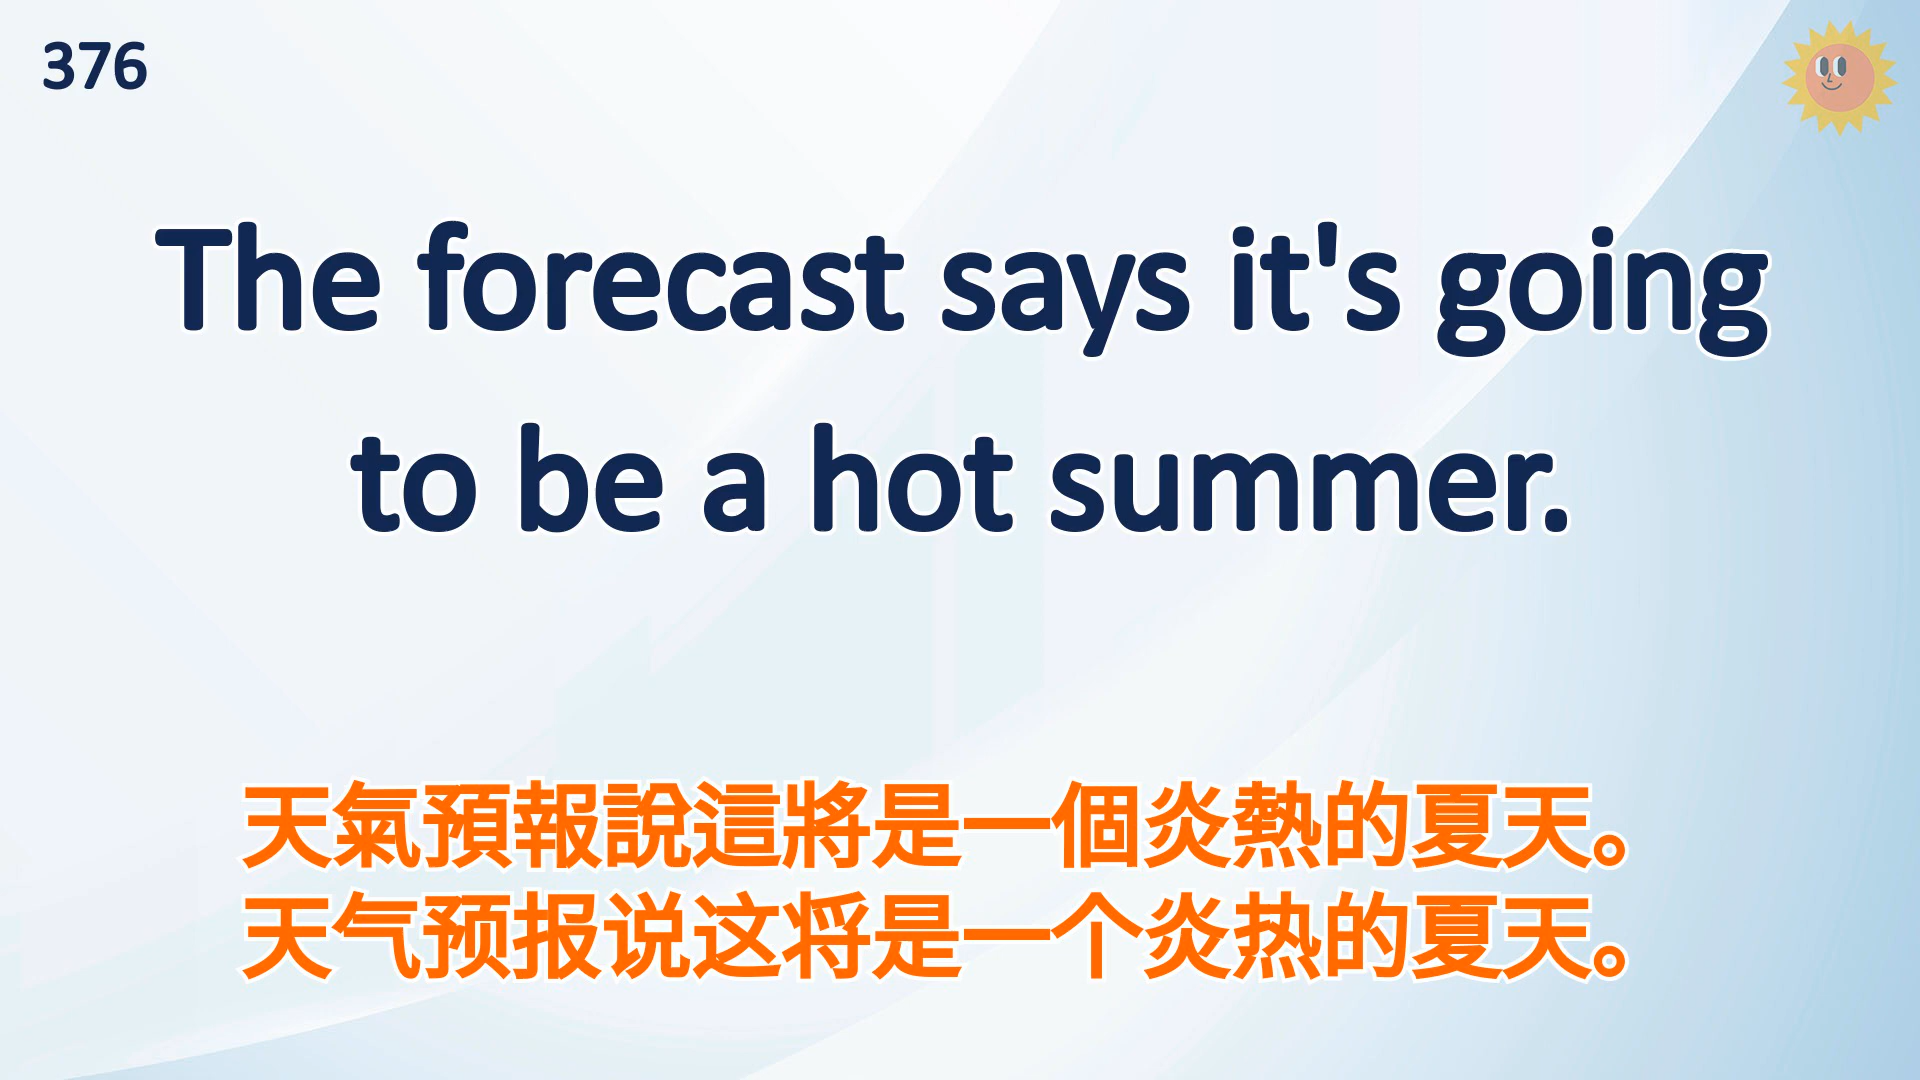 376
The forecast says it's going
to be a hot summer.
天氣預報說這將是一個炎熱的夏天。
天气预报说这将是一个炎热的夏天。